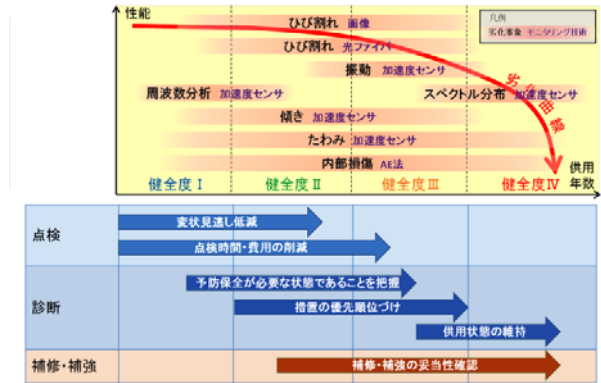 性能
ひび割れ 画像
凡例
劣化事象 モニタリング技術
ひび割れ 光ファイバ
振動 加速度センサ
劣化曲線
周波数分析 加速度センサ
スペクトル分布 加速度センサ
傾き 加速度センサ
たわみ 加速度センサ
内部損傷 AE法
供用
年数
健全度Ⅰ
健全度Ⅱ
健全度Ⅲ
健全度Ⅳ
点検
変状見逃し低減
点検時間・費用の削減
診断
予防保全が必要な状態であることを把握
措置の優先順位づけ
供用状態の維持
補修・補強
補修・補強の妥当性確認